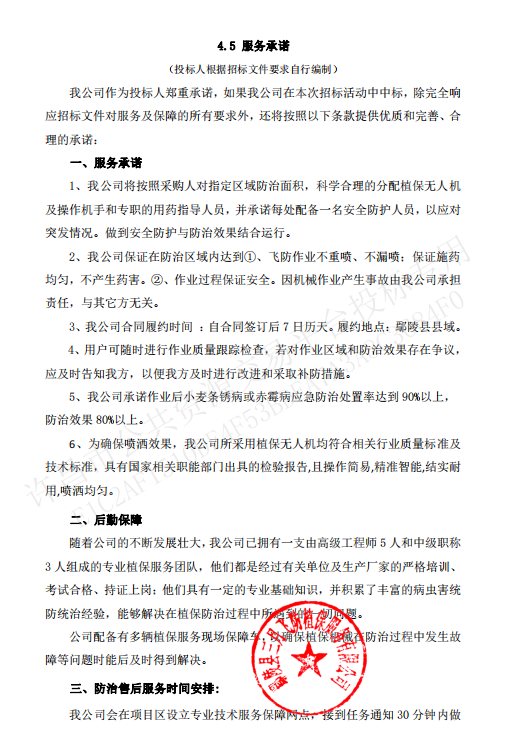 4.5 服务承诺
（投标人根据招标文件要求自行编制）
我公司作为投标人郑重承诺，如果我公司在本次招标活动中中标，除完全响
应招标文件对服务及保障的所有要求外，还将按照以下条款提供优质和完善、合
理的承诺：
一、服务承诺
1、我公司将按照采购人对指定区域防治面积，科学合理的分配植保无人机
及操作机手和专职的用药指导人员，并承诺每处配备一名安全防护人员，以应对
突发情况。做到安全防护与防治效果结合运行。
2、我公司保证在防治区域内达到①、飞防作业不重喷、不漏喷；保证施药
均匀，不产生药害。②、作业过程保证安全。因机械作业产生事故由我公司承担
责任，与其它方无关。
3、我公司合同履约时间 ：自合同签订后 7 日历天。履约地点：鄢陵县县域。
4、用户可随时进行作业质量跟踪检查，若对作业区域和防治效果存在争议，
应及时告知我方，以便我方及时进行改进和采取补防措施。
5、我公司承诺作业后小麦条锈病或赤霉病应急防治处置率达到 90%以上，
防治效果 80%以上。
6、为确保喷洒效果，我公司所采用植保无人机均符合相关行业质量标准及
技术标准，具有国家相关职能部门出具的检验报告,且操作简易,精准智能,结实耐
用,喷洒均匀。
二、后勤保障
随着公司的不断发展壮大,我公司已拥有一支由高级工程师 5 人和中级职称
3 人组成的专业植保服务团队，他们都是经过有关单位及生产厂家的严格培训、
考试合格、持证上岗；他们具有一定的专业基础知识，并积累了丰富的病虫害统
防统治经验，能够解决在植保防治过程中所遇到的一切问题。
公司配备有多辆植保服务现场保障车，以确保植保机械在防治过程中发生故
障等问题时能后及时得到解决。
三、防治售后服务时间安排：
我公司会在项目区设立专业技术服务保障网点，接到任务通知 30 分钟内做